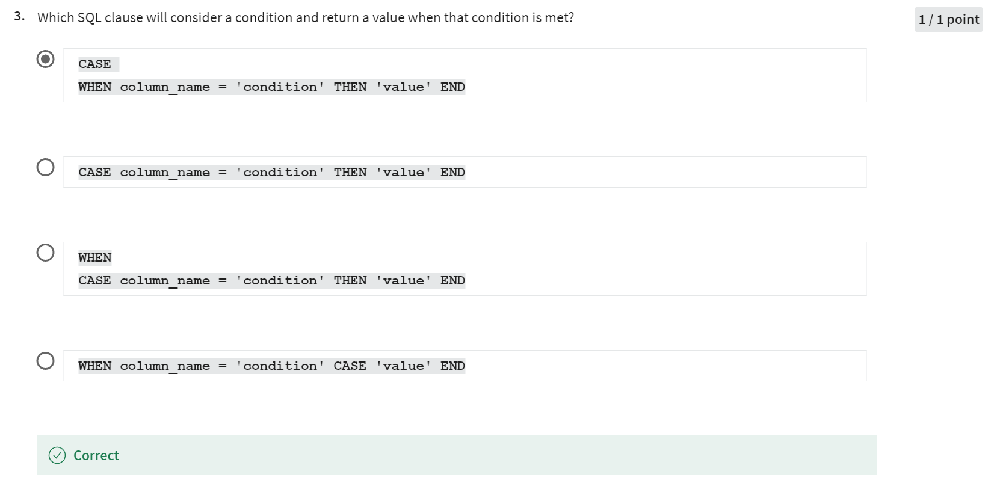 3. Which SQL clause will consider a condition and return a value when that condition is met?
1 / 1 point
CASE
WHEN column_name = 'condition' THEN 'value' END
CASE column_name = 'condition' THEN 'value' END
WHEN
CASE column_name = 'condition' THEN 'value' END
WHEN column_name = 'condition' CASE 'value' END
Correct